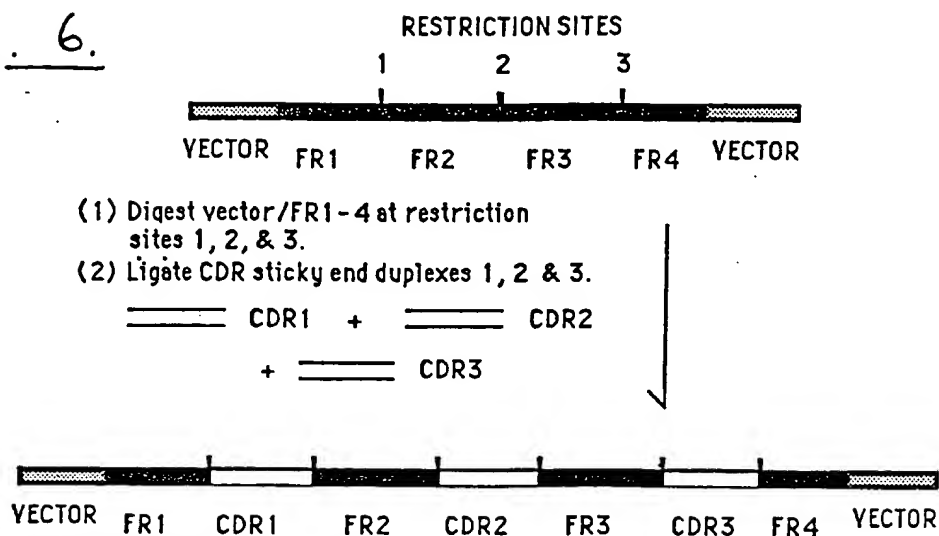 . 6.
RESTRICTION SITES
1 2 3
VECTOR FR1 FR2 FR3 FR4 VECTOR
(1) Digest vector/FR1-4 at restriction
sites 1, 2, & 3.
(2) Ligate CDR sticky end duplexes 1, 2 & 3.
CDR1 + CDR2
+ CDR3
VECTOR FR1 CDR1 FR2 CDR2 FR3 CDR3 FR4 VECTOR